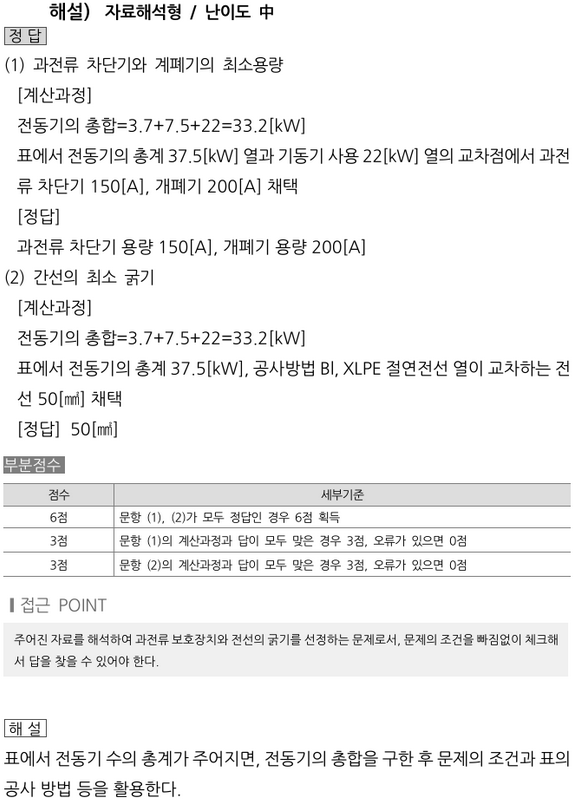 해설) 자료해석형 / 난이도 中
정 답
(1) 과전류 차단기와 계폐기의 최소용량
[계산과정]
전동기의 총합=3.7+7.5+22=33.2[kW]
표에서 전동기의 총계 37.5[kW] 열과 기동기 사용 22[kW] 열의 교차점에서 과전
류 차단기 150[A], 개폐기 200[A] 채택
[정답]
과전류 차단기 용량 150[A], 개폐기 용량 200[A]
(2) 간선의 최소 굵기
[계산과정]
전동기의 총합=3.7+7.5+22=33.2[kW]
표에서 전동기의 총계 37.5[kW], 공사방법 Bl, XLPE 절연전선 열이 교차하는 전
선 50[㎟] 채택
[정답] 50[㎟]
부분점수
점수 세부기준
6점 문항 (1), (2)가 모두 정답인 경우 6점 획득
3점 문항 (1)의 계산과정과 답이 모두 맞은 경우 3점, 오류가 있으면 0점
3점 문항 (2)의 계산과정과 답이 모두 맞은 경우 3점, 오류가 있으면 0점
접근 POINT
주어진 자료를 해석하여 과전류 보호장치와 전선의 굵기를 선정하는 문제로서, 문제의 조건을 빠짐없이 체크해
서 답을 찾을 수 있어야 한다.
해 설
표에서 전동기 수의 총계가 주어지면, 전동기의 총합을 구한 후 문제의 조건과 표의
공사 방법 등을 활용한다.